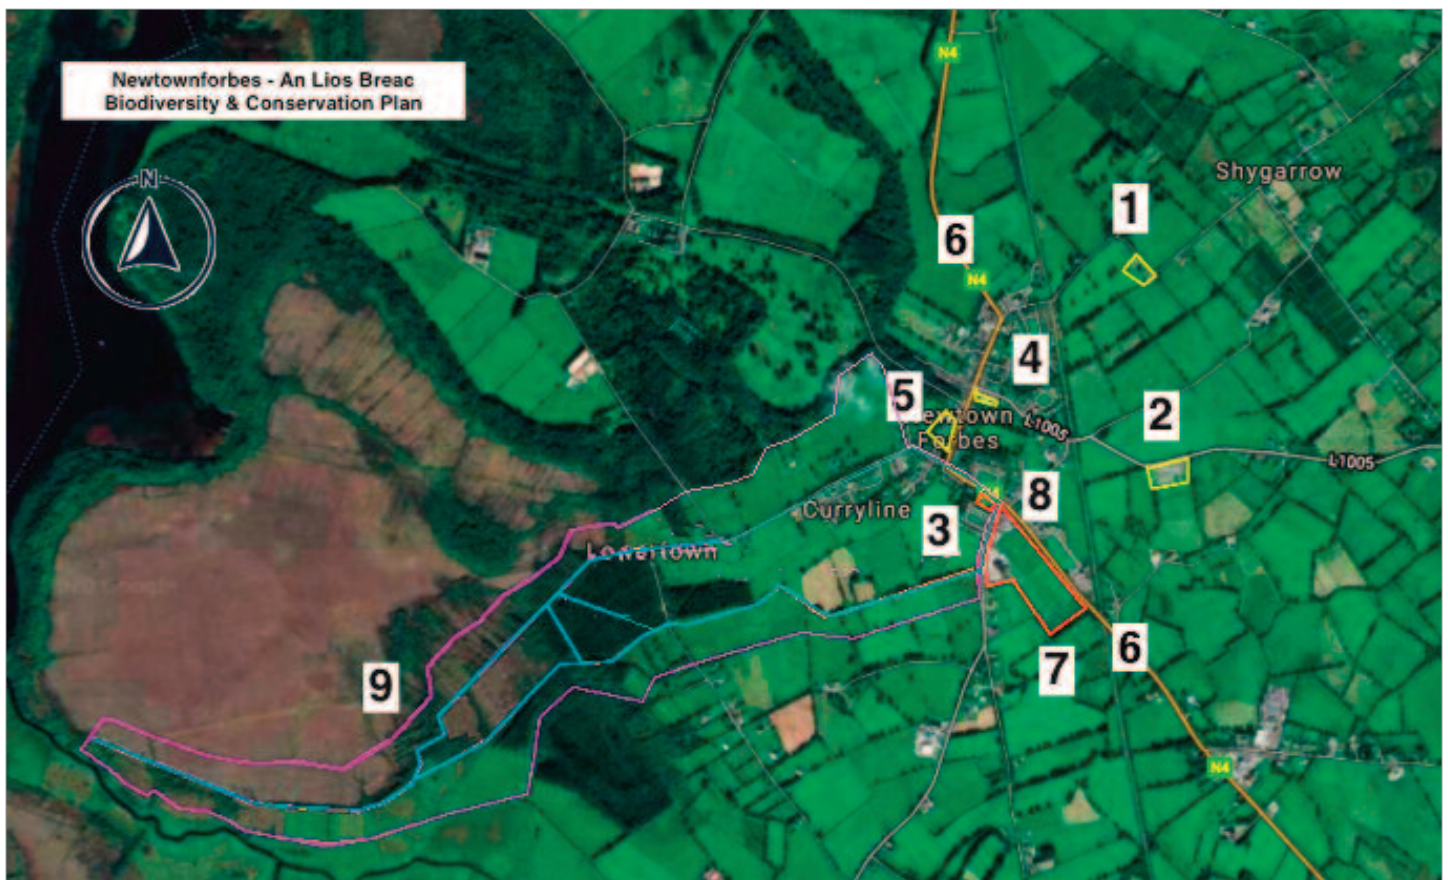 Newtownforbes - An Lios Breac
Biodiversity & Conservation Plan
N
N4
Shygarrow
1
6
N4
4
5
Newtown
Forbes
L1005
2
L1005
Curryline
3
8
Lowertown
9
7
6
N4